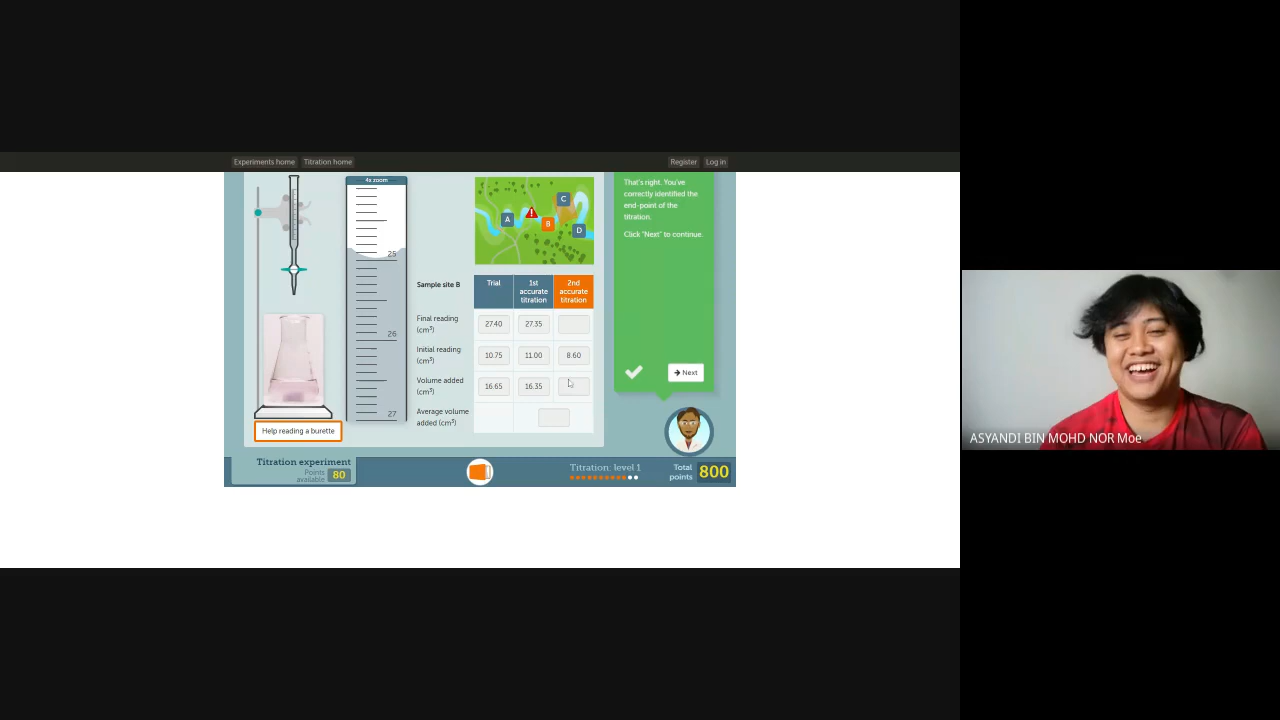 Experiments home
Titration home
Register
Log in
4x zoom
25
26
27
A
B
C
D
!
That's right. You've
correctly identified the
end-point of the
titration.
Click "Next" to continue.
Next
Sample site B
Trial
1st
accurate
titration
2nd
accurate
titration
Final reading
(cm³)
27.40
27.35
Initial reading
(cm³)
10.75
11.00
8.60
Volume added
(cm³)
16.65
16.35
Average volume
added (cm³)
Help reading a burette
Titration experiment
Points
available
80
Titration: level 1
Total
points
800
ASYANDI BIN MOHD NOR Moe